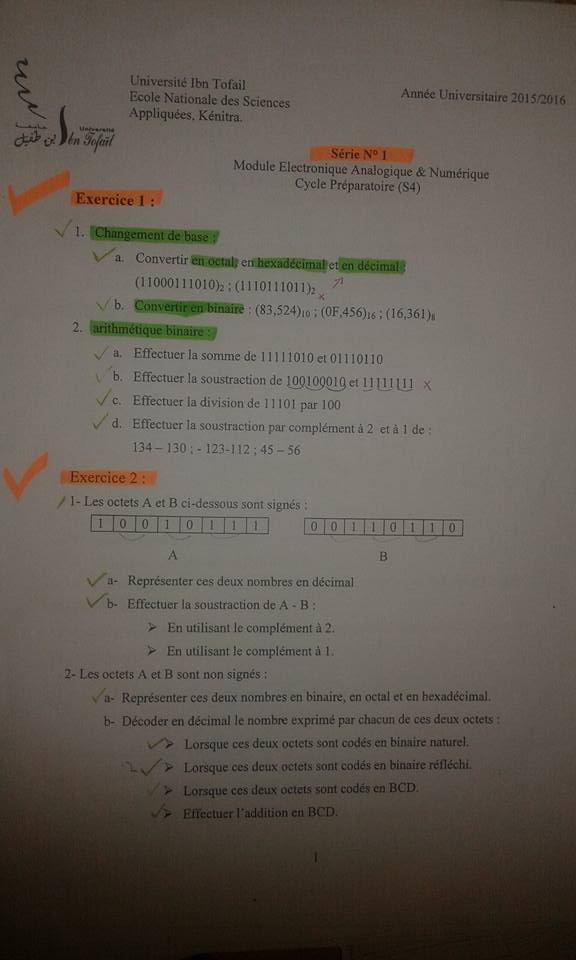 Université Ibn Tofail
Ecole Nationale des Sciences
Appliquées, Kénitra.
Année Universitaire 2015/2016
Université
Ibn Tofaïl
ابن طفيل
Série N° 1
Module Electronique Analogique & Numérique
Cycle Préparatoire (S4)
Exercice 1 :
1. Changement de base :
a. Convertir en octal, en hexadécimal et en décimal :
(11000111010)₂ ; (1110111011)₂
b. Convertir en binaire : (83,524)₁₀ ; (0F,456)₁₆ ; (16,361)₈
2. arithmétique binaire :
a. Effectuer la somme de 11111010 et 01110110
b. Effectuer la soustraction de 100100010 et 11111111 x
c. Effectuer la division de 11101 par 100
d. Effectuer la soustraction par complément à 2 et à 1 de :
134 – 130 ; - 123-112 ; 45 – 56
Exercice 2 :
1- Les octets A et B ci-dessous sont signés :
1 0 0 1 0 1 1 1 0 0 1 1 0 1 1 0
A B
a- Représenter ces deux nombres en décimal
b- Effectuer la soustraction de A - B :
➢ En utilisant le complément à 2.
➢ En utilisant le complément à 1.
2- Les octets A et B sont non signés :
a- Représenter ces deux nombres en binaire, en octal et en hexadécimal.
b- Décoder en décimal le nombre exprimé par chacun de ces deux octets :
➢ Lorsque ces deux octets sont codés en binaire naturel.
➢ Lorsque ces deux octets sont codés en binaire réfléchi.
➢ Lorsque ces deux octets sont codés en BCD.
➢ Effectuer l'addition en BCD.
1